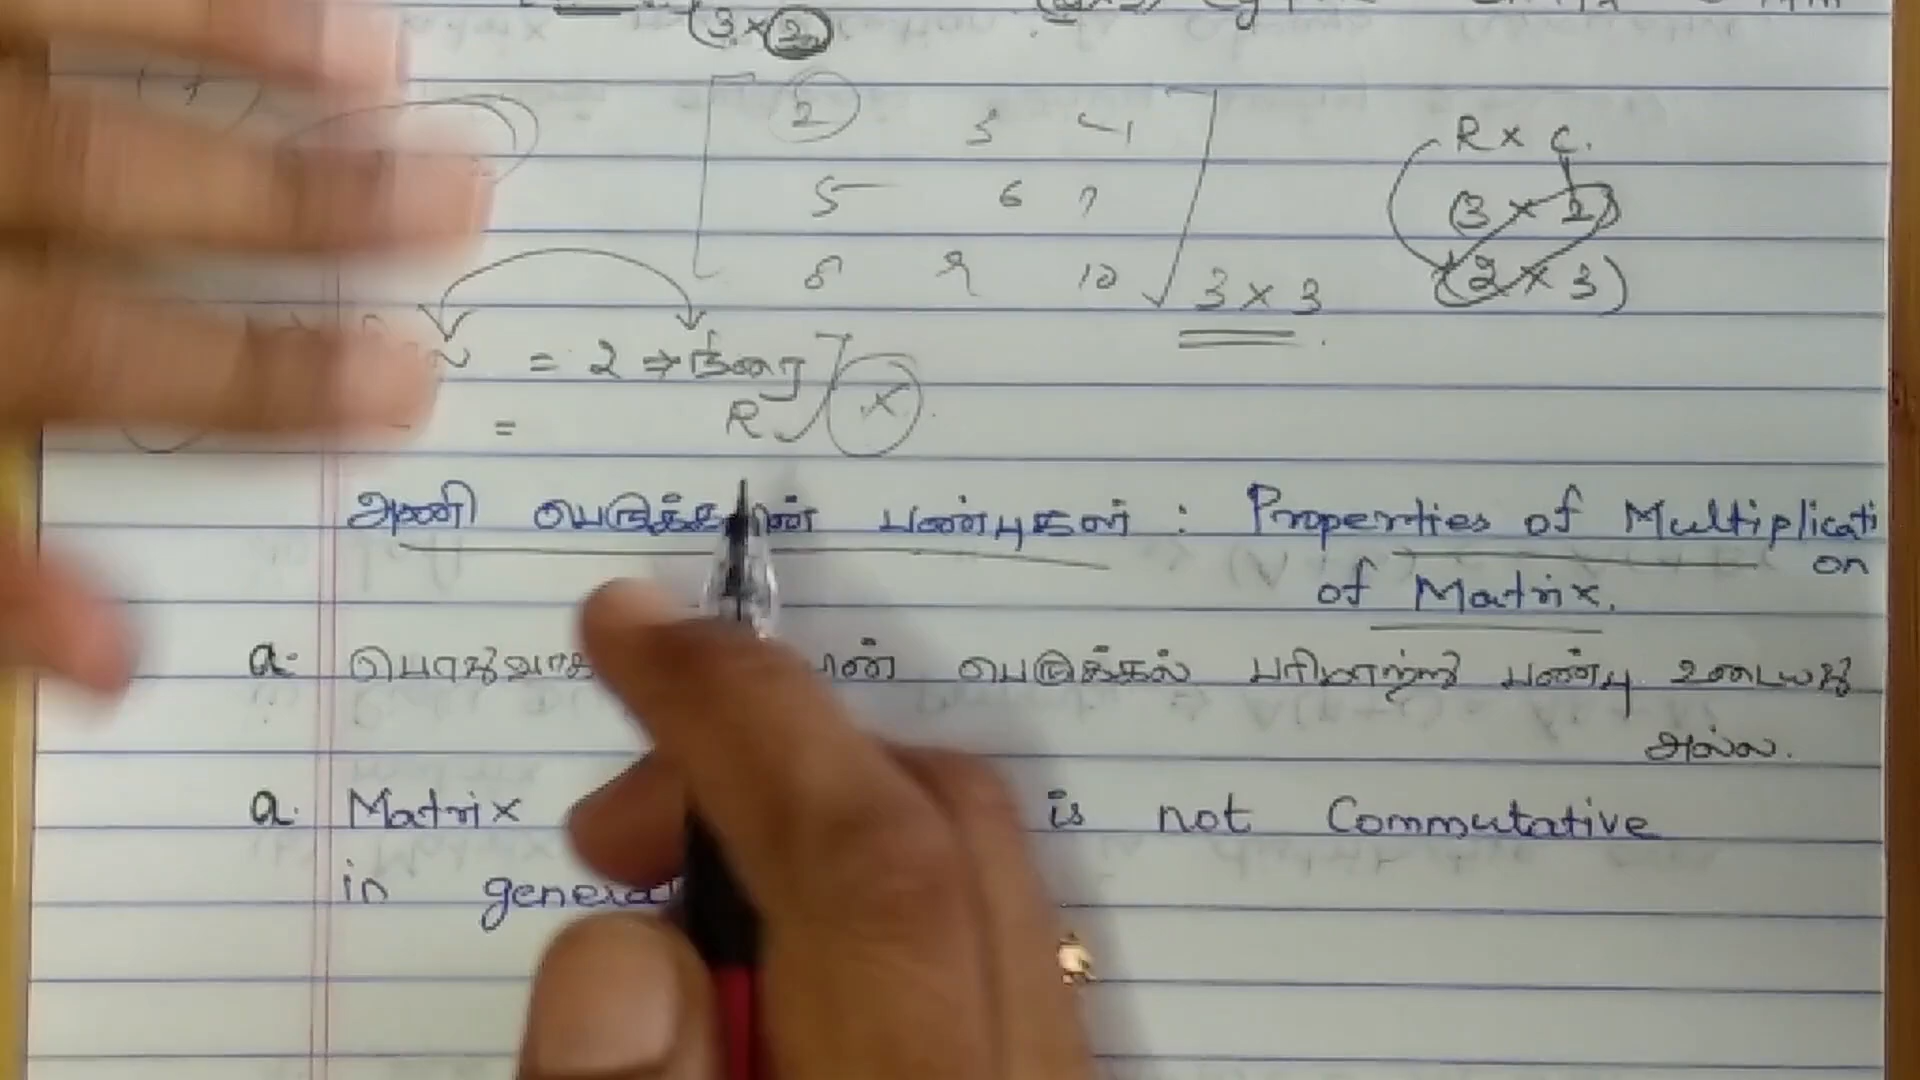 (3×2)
2 3 4
R × C.
5 6 7
(3 × 2)
8 9 10
3 × 3
(2 × 3)
= 2 ⇒ நிரை
= R ×
அணி பெருக்கலின் பண்புகள் : Properties of Multiplicati
on
of Matrix.
a. பொதுவாக பெருக்கல் பரிமாற்று பண்பு உடையது
அல்ல.
a. Matrix is not Commutative
in general